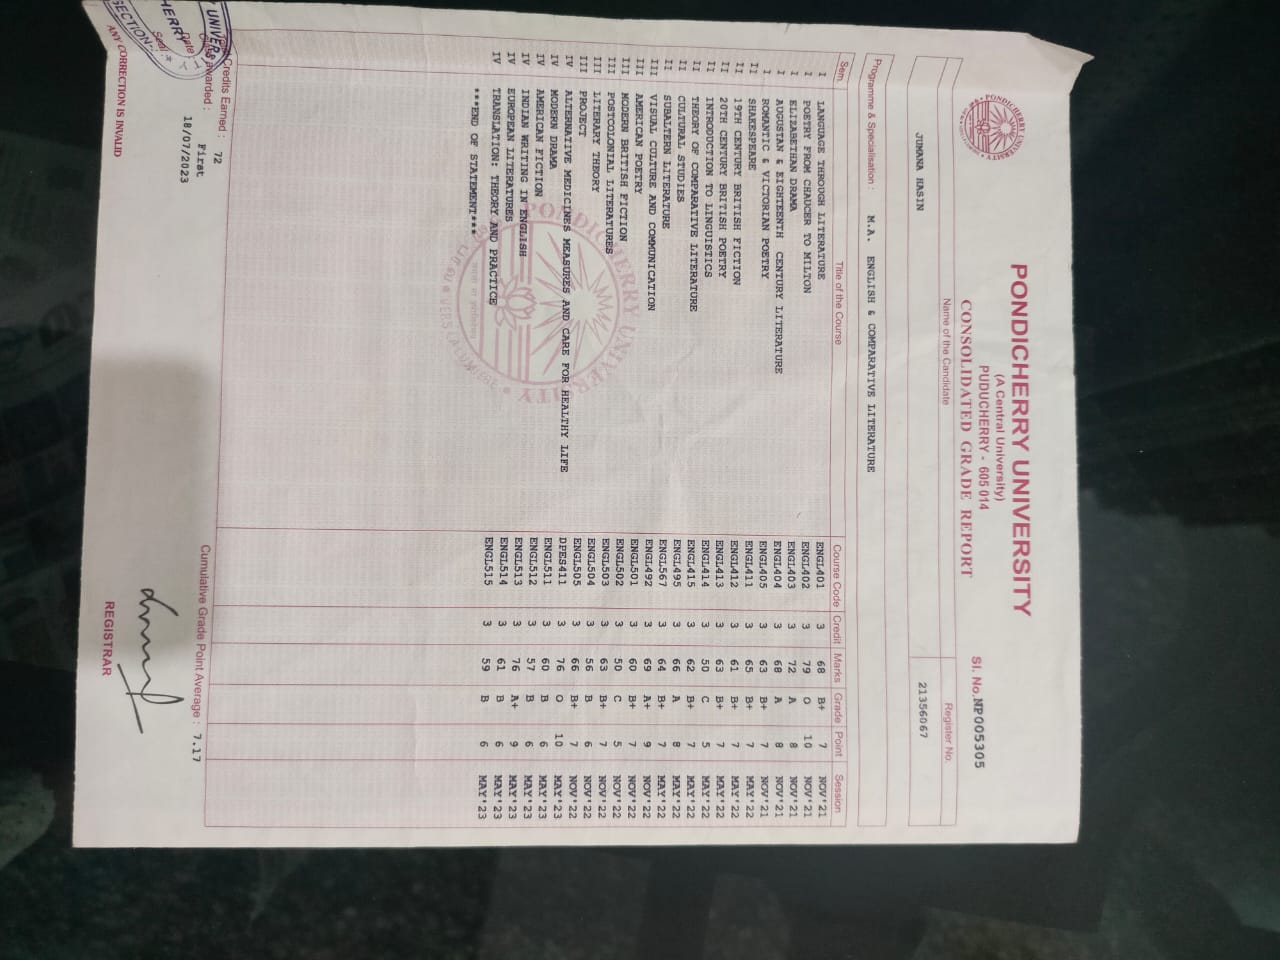 PONDICHERRY UNIVERSITY
(A Central University)
PUDUCHERRY - 605 014
CONSOLIDATED GRADE REPORT
Sl. No. NP005305
Name of the Candidate Register No.
JUMANA HASIN 21356067
Programme & Specialisation : M.A. ENGLISH & COMPARATIVE LITERATURE
Sem. Title of the Course Course Code Credit Marks Grade Point Session
I LANGUAGE THROUGH LITERATURE ENGL401 3 68 B+ 7 NOV'21
I POETRY FROM CHAUCER TO MILTON ENGL402 3 79 O 10 NOV'21
I ELIZABETHAN DRAMA ENGL403 3 72 A 8 NOV'21
I AUGUSTAN & EIGHTEENTH CENTURY LITERATURE ENGL404 3 68 A 8 NOV'21
I ROMANTIC & VICTORIAN POETRY ENGL405 3 63 B+ 7 NOV'21
II SHAKESPEARE ENGL411 3 65 B+ 7 MAY'22
II 19TH CENTURY BRITISH FICTION ENGL412 3 61 B+ 7 MAY'22
II 20TH CENTURY BRITISH POETRY ENGL413 3 63 B+ 7 MAY'22
II INTRODUCTION TO LINGUISTICS ENGL414 3 50 C 5 MAY'22
II THEORY OF COMPARATIVE LITERATURE ENGL415 3 62 B+ 7 MAY'22
II CULTURAL STUDIES ENGL495 3 66 A 8 MAY'22
II SUBALTERN LITERATURE ENGL567 3 64 B+ 7 MAY'22
III VISUAL CULTURE AND COMMUNICATION ENGL492 3 69 A+ 9 NOV'22
III AMERICAN POETRY ENGL501 3 60 B+ 7 NOV'22
III MODERN BRITISH FICTION ENGL502 3 50 C 5 NOV'22
III POSTCOLONIAL LITERATURES ENGL503 3 63 B+ 7 NOV'22
III LITERARY THEORY ENGL504 3 56 B 6 NOV'22
III PROJECT ENGL505 3 66 B+ 7 NOV'22
IV ALTERNATIVE MEDICINES MEASURES AND CARE FOR HEALTHY LIFE DPES411 3 76 O 10 MAY'23
IV MODERN DRAMA ENGL511 3 60 B 6 MAY'23
IV AMERICAN FICTION ENGL512 3 57 B 6 MAY'23
IV INDIAN WRITING IN ENGLISH ENGL513 3 76 A+ 9 MAY'23
IV EUROPEAN LITERATURES ENGL514 3 61 B 6 MAY'23
IV TRANSLATION: THEORY AND PRACTICE ENGL515 3 59 B 6 MAY'23
***END OF STATEMENT***
PONDICHERRY UNIVERSITY
Credits Earned : 72 Cumulative Grade Point Average : 7.17
Class Awarded : First
Date : 18/07/2023
Seal :
REGISTRAR
ANY CORRECTION IS INVALID